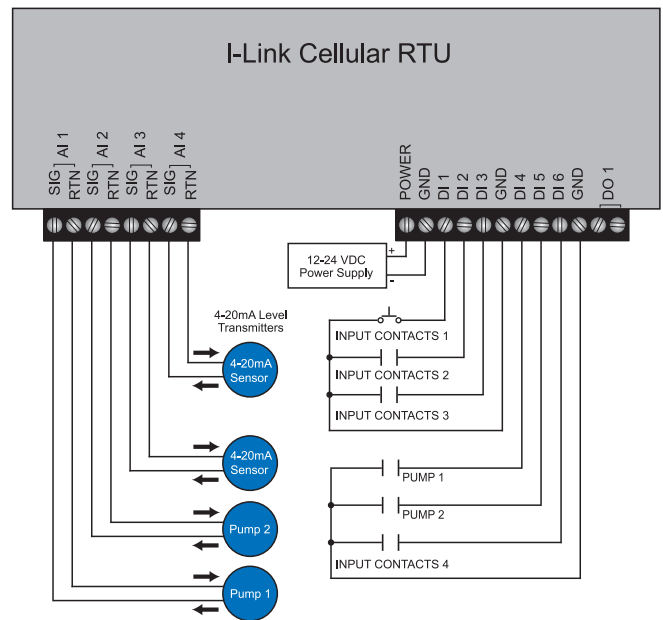 I-Link Cellular RTU
SIG
AI 1
RTN
SIG
AI 2
RTN
SIG
AI 3
RTN
SIG
AI 4
RTN
POWER
GND
DI 1
DI 2
DI 3
GND
DI 4
DI 5
DI 6
GND
DO 1
12-24 VDC
Power Supply
+
-
4-20mA Level
Transmitters
4-20mA
Sensor
4-20mA
Sensor
Pump 2
Pump 1
INPUT CONTACTS 1
INPUT CONTACTS 2
INPUT CONTACTS 3
PUMP 1
PUMP 2
INPUT CONTACTS 4